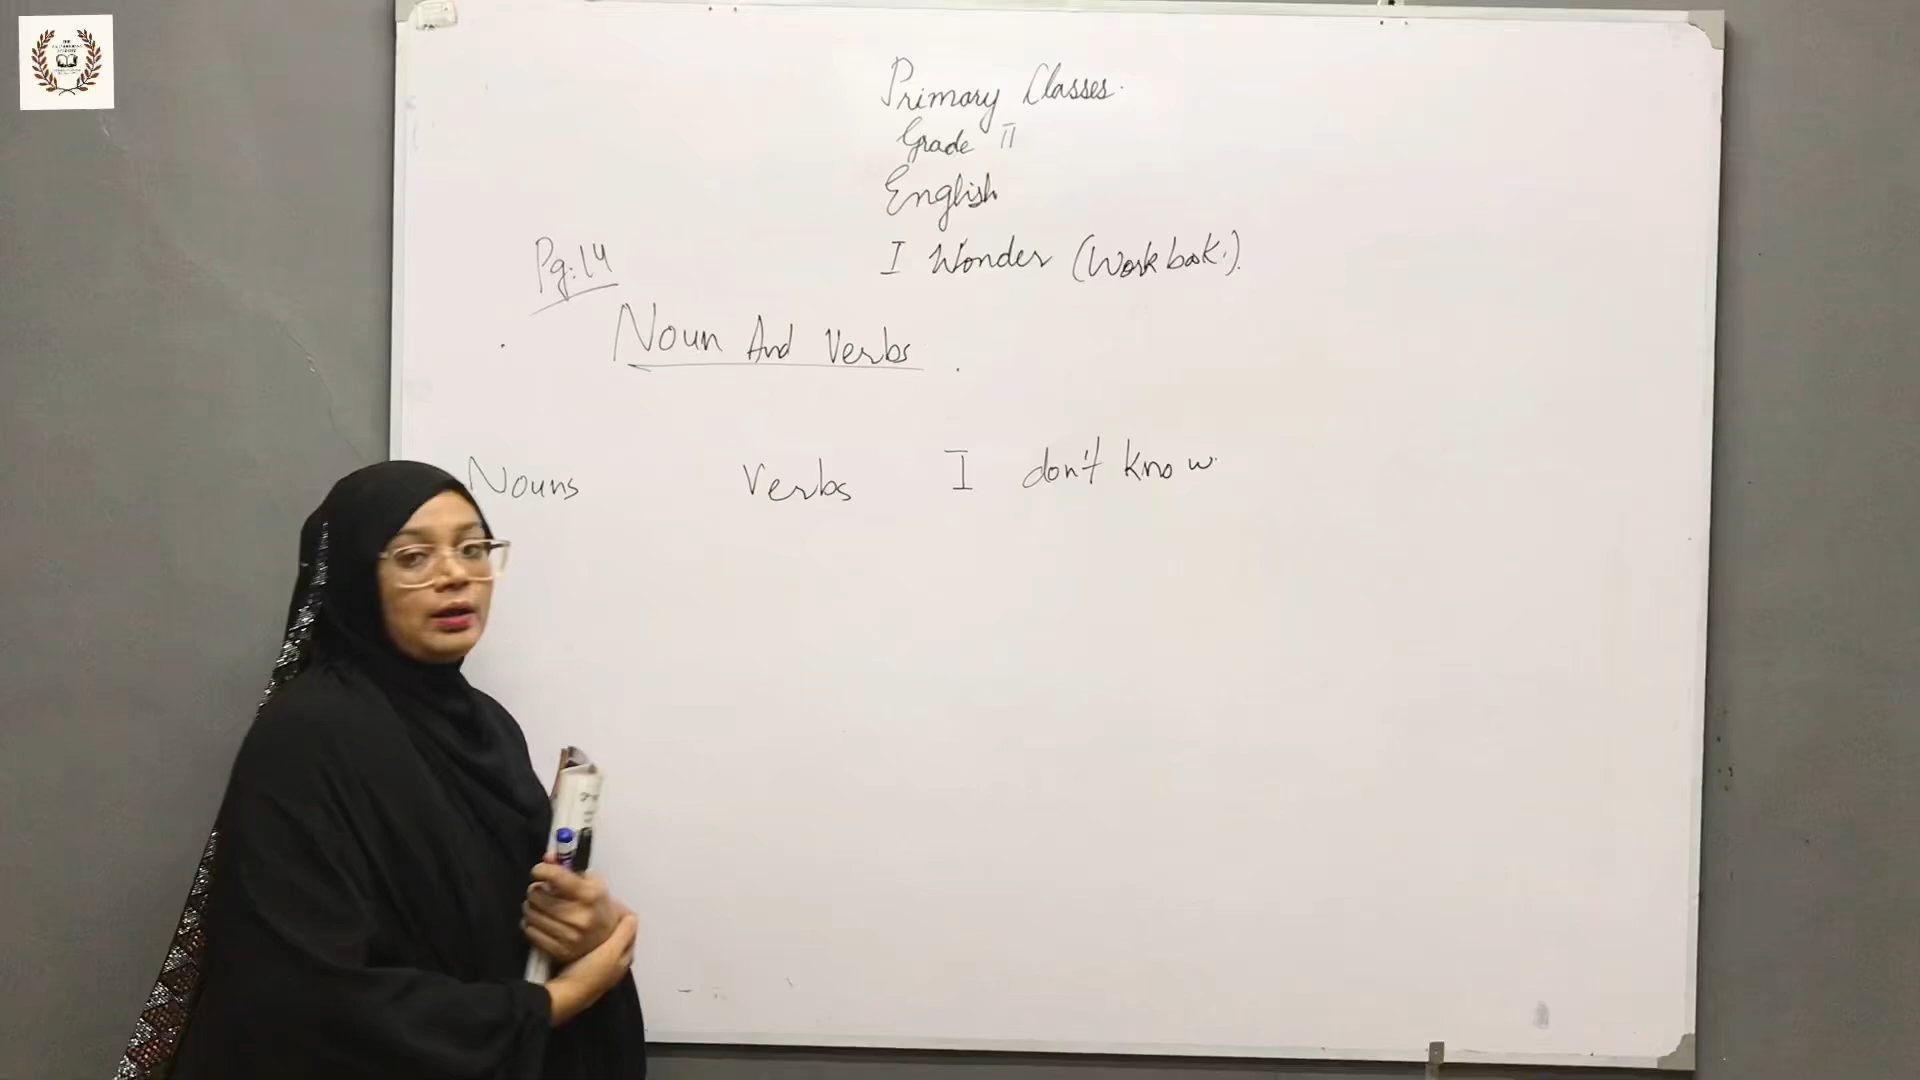 Primary Classes.
Grade II
English
I Wonder (Workbook.).
Pg:14
Noun And Verbs
Nouns Verbs I don't know.